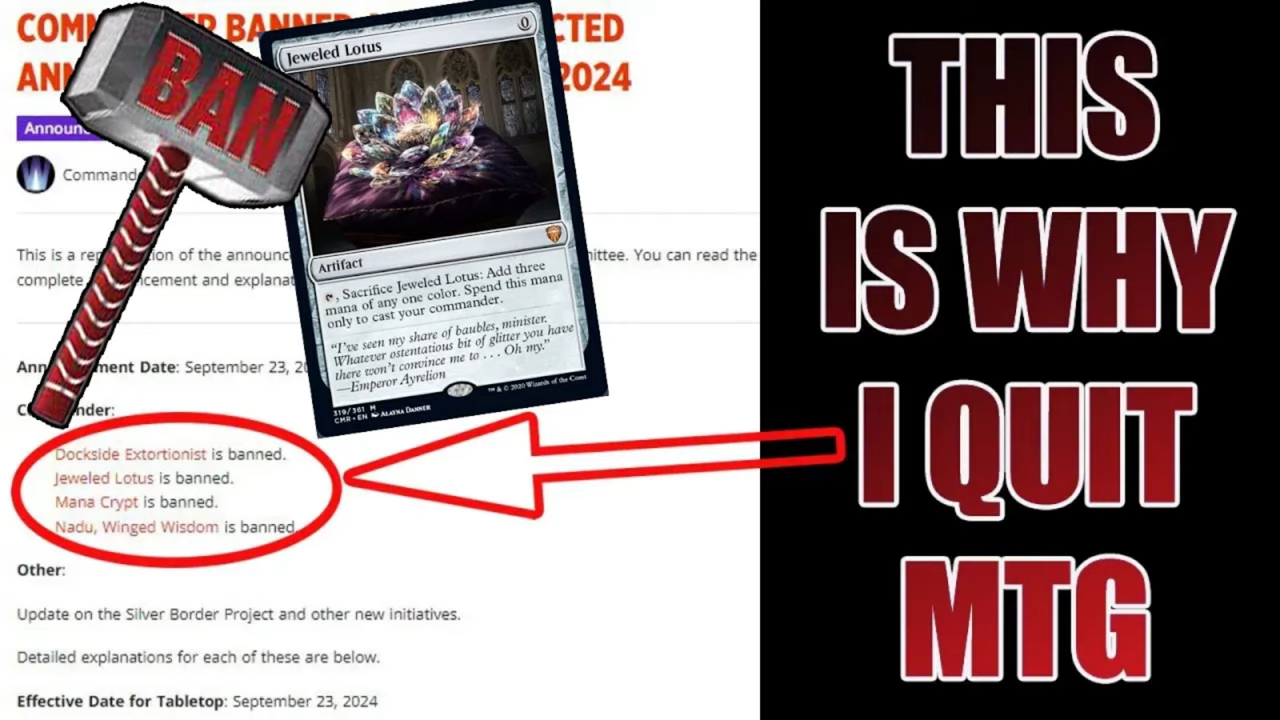 COM BAN CTED
ANN 2024
BAN
Announ
Command
This is a rep ion of the announc ittee. You can read the
complete cement and explanat
Ann ment Date: September 23, 20
C nder:
Dockside Extortionist is banned.
Jeweled Lotus is banned.
Mana Crypt is banned.
Nadu, Winged Wisdom is banned
Other:
Update on the Silver Border Project and other new initiatives.
Detailed explanations for each of these are below.
Effective Date for Tabletop: September 23, 2024
Jeweled Lotus 0
Artifact
, Sacrifice Jeweled Lotus: Add three
mana of any one color. Spend this mana
only to cast your commander.
"I've seen my share of baubles, minister.
Whatever ostentatious bit of glitter you have
there won't convince me to . . . Oh my."
—Emperor Ayrelion
319/361 M
CMR • EN ALAYNA DANNER
™ & © 2020 Wizards of the Coast
THIS
IS WHY
I QUIT
MTG